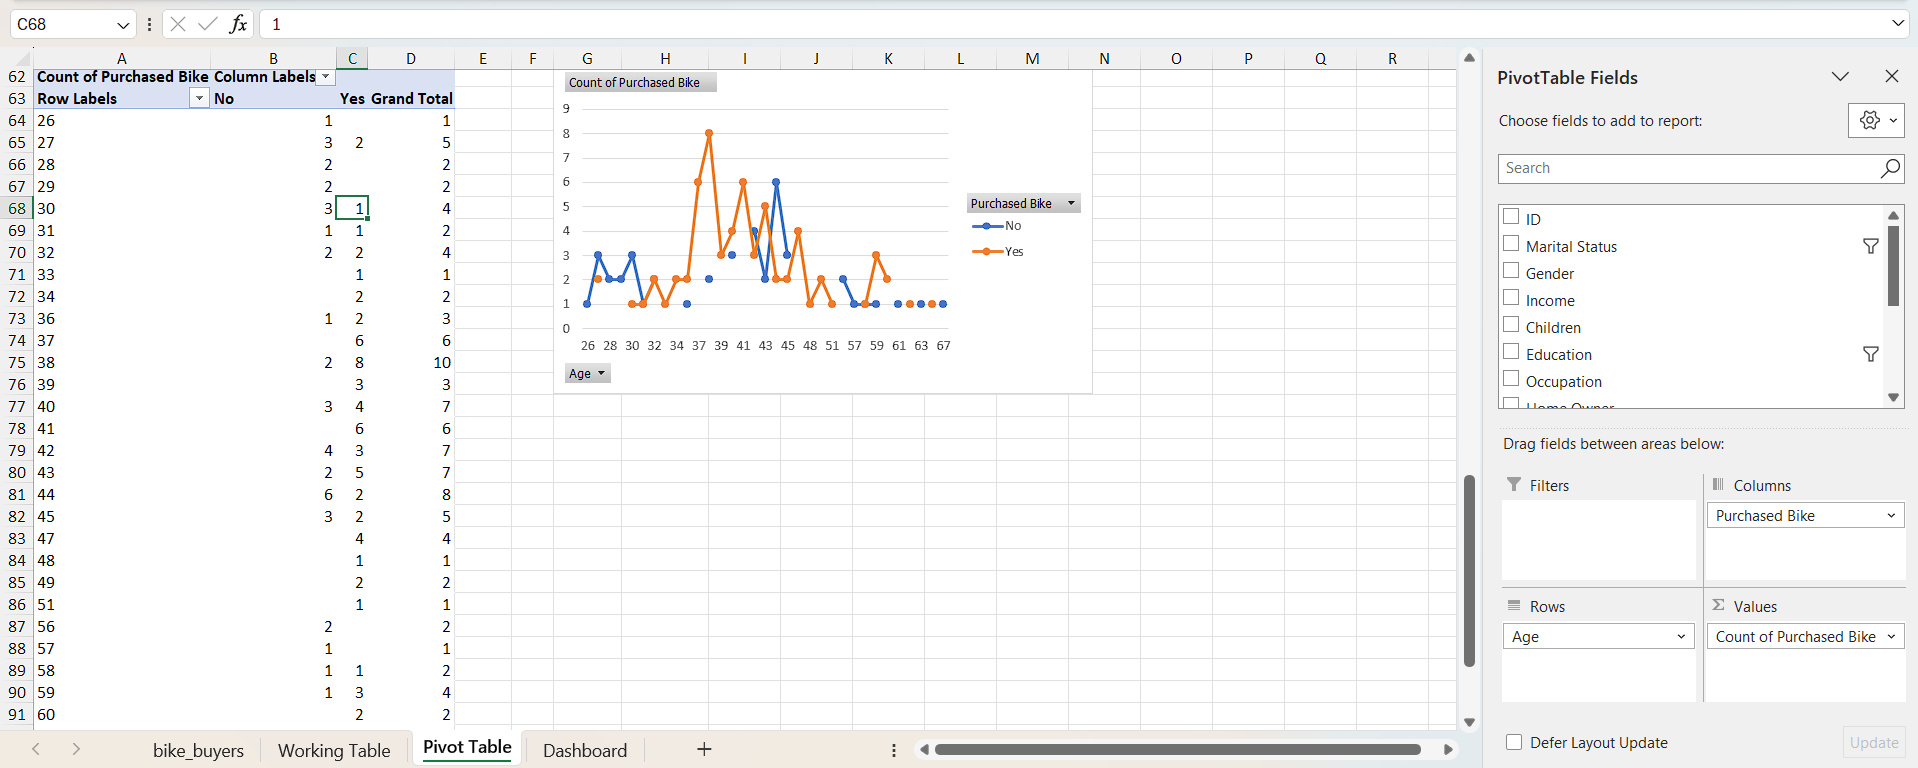 C68
fx
1
A B C D E F G H I J K L M N O P Q R
62 Count of Purchased Bike Column Labels
63 Row Labels No Yes Grand Total
64 26 1 1
65 27 3 2 5
66 28 2 2
67 29 2 2
68 30 3 1 4
69 31 1 1 2
70 32 2 2 4
71 33 1 1
72 34 2 2
73 36 1 2 3
74 37 6 6
75 38 2 8 10
76 39 3 3
77 40 3 4 7
78 41 6 6
79 42 4 3 7
80 43 2 5 7
81 44 6 2 8
82 45 3 2 5
83 47 4 4
84 48 1 1
85 49 2 2
86 51 1 1
87 56 2 2
88 57 1 1
89 58 1 1 2
90 59 1 3 4
91 60 2 2
Count of Purchased Bike
9
8
7
6
5
4
3
2
1
0
26 28 30 32 34 37 39 41 43 45 48 51 57 59 61 63 67
Age
Purchased Bike
No
Yes
PivotTable Fields
Choose fields to add to report:
Search
ID
Marital Status
Gender
Income
Children
Education
Occupation
Home Owner
Drag fields between areas below:
Filters
Columns
Purchased Bike
Rows
Age
Σ Values
Count of Purchased Bike
Defer Layout Update
Update
bike_buyers Working Table Pivot Table Dashboard